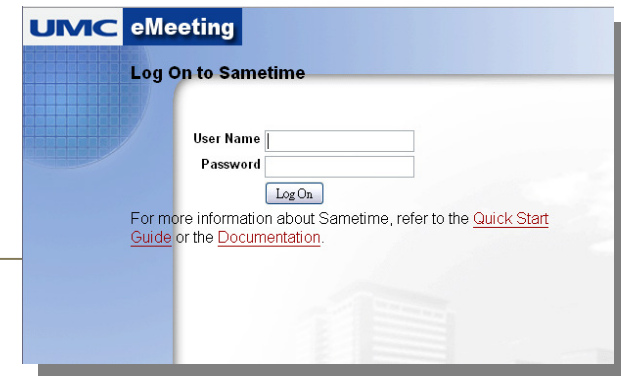 UMC eMeeting
Log On to Sametime
User Name
Password
Log On
For more information about Sametime, refer to the Quick Start
Guide or the Documentation.